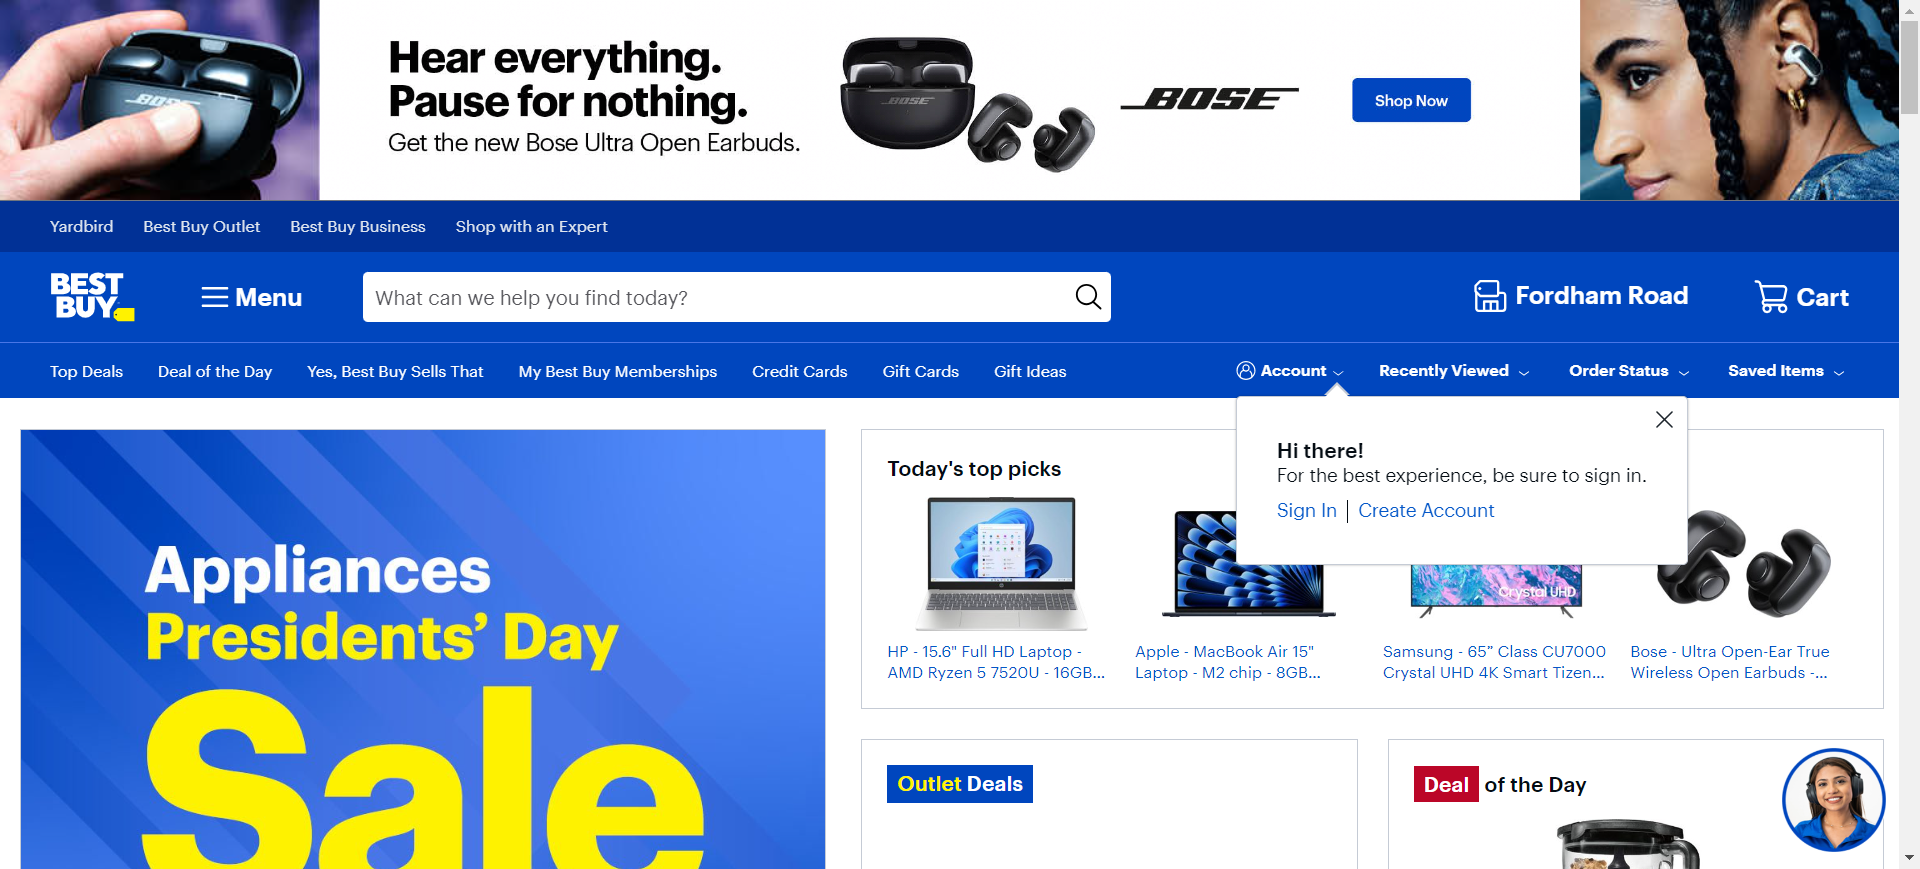 Hear everything.
Pause for nothing.
Get the new Bose Ultra Open Earbuds.
BOSE
BOSE
BOSE
Shop Now
Yardbird
Best Buy Outlet
Best Buy Business
Shop with an Expert
BEST
BUY
Menu
What can we help you find today?
Fordham Road
Cart
Top Deals
Deal of the Day
Yes, Best Buy Sells That
My Best Buy Memberships
Credit Cards
Gift Cards
Gift Ideas
Account
Recently Viewed
Order Status
Saved Items
Hi there!
For the best experience, be sure to sign in.
Sign In
Create Account
Appliances
Presidents’ Day
Sale
Today's top picks
Crystal UHD
HP - 15.6" Full HD Laptop -
AMD Ryzen 5 7520U - 16GB...
Apple - MacBook Air 15"
Laptop - M2 chip - 8GB...
Samsung - 65” Class CU7000
Crystal UHD 4K Smart Tizen...
Bose - Ultra Open-Ear True
Wireless Open Earbuds -...
Outlet Deals
Deal of the Day